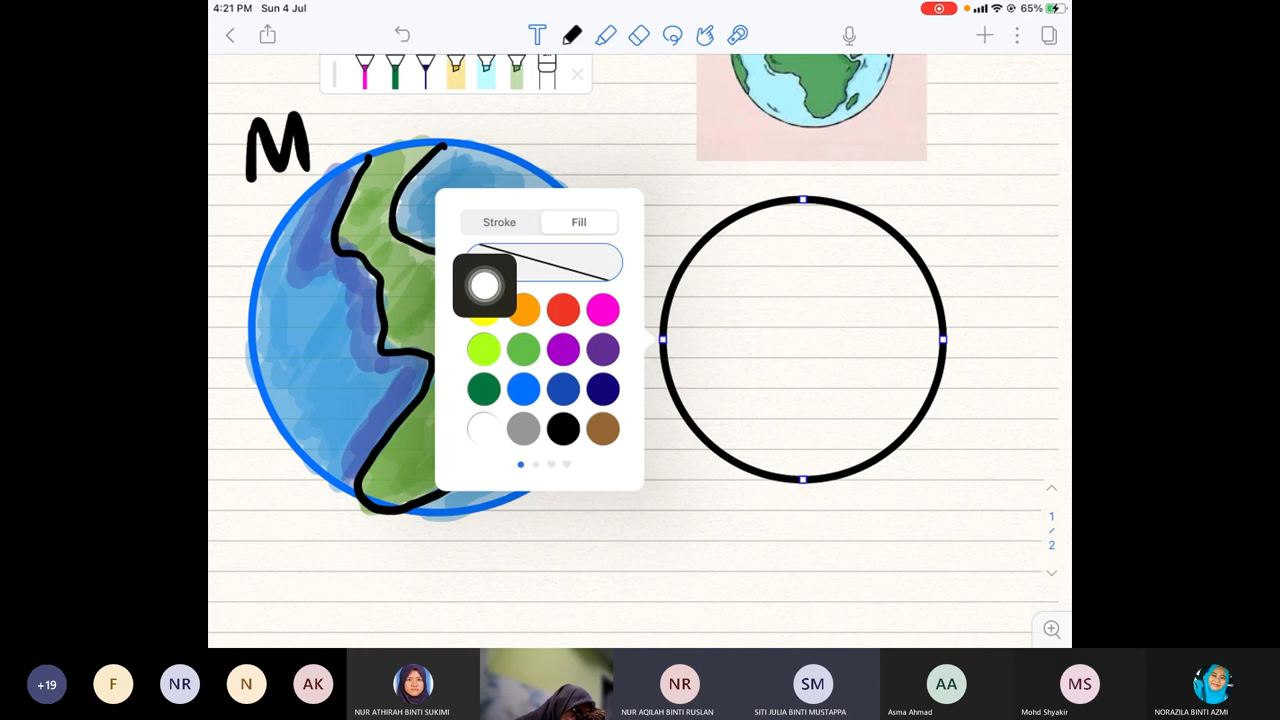 4:21 PM Sun 4 Jul
65%
T
M
Stroke Fill
1
/
2
+19
F
NR
N
AK
NR
SM
AA
MS
NUR ATHIRAH BINTI SUKIMI
NUR AQILAH BINTI RUSLAN
SITI JULIA BINTI MUSTAPPA
Asma Ahmad
Mohd Shyakir
NORAZILA BINTI AZMI